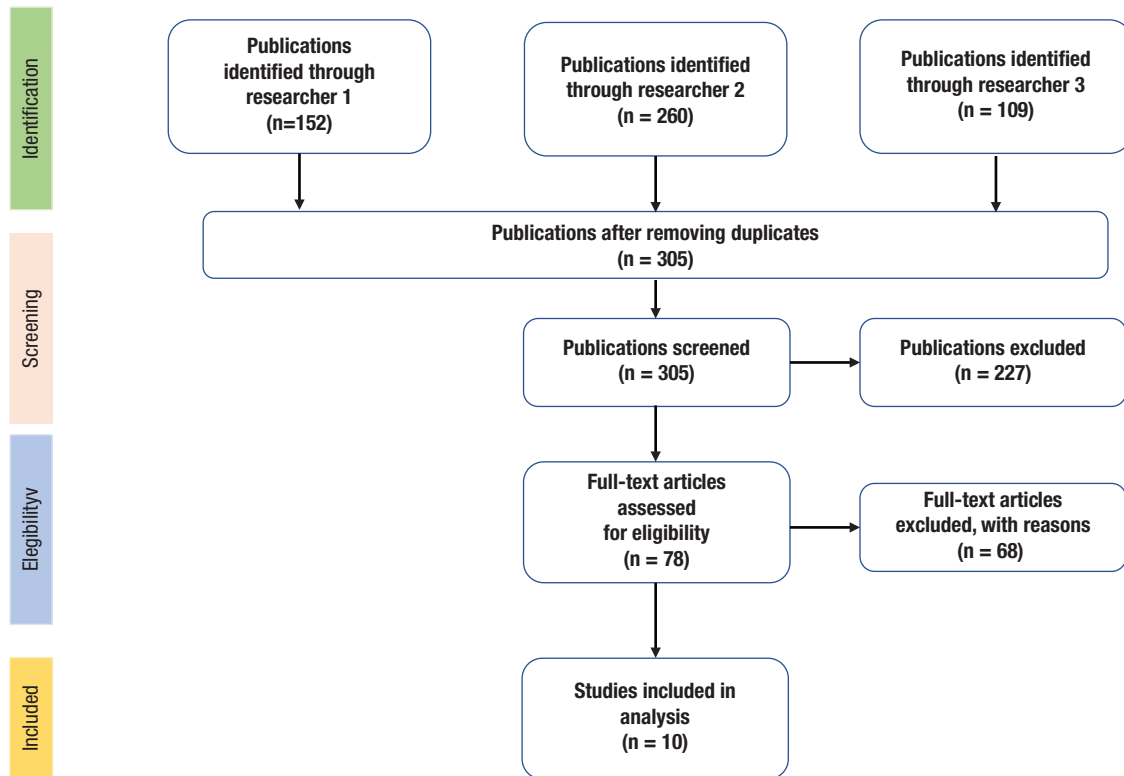 Identification
Publications
identified through
researcher 1
(n=152)
Publications identified
through researcher 2
(n = 260)
Publications identified
through researcher 3
(n = 109)
Publications after removing duplicates
(n = 305)
Screening
Publications screened
(n = 305)
Publications excluded
(n = 227)
Elegibilityv
Full-text articles
assessed
for eligibility
(n = 78)
Full-text articles
excluded, with reasons
(n = 68)
Included
Studies included in
analysis
(n = 10)